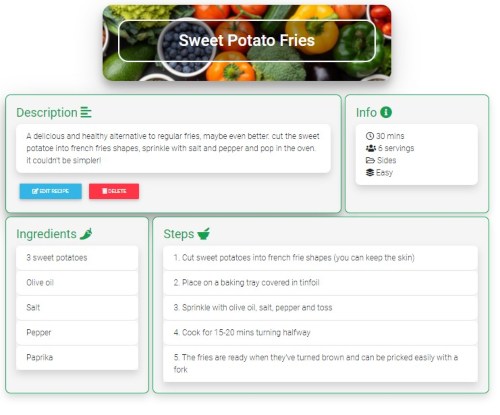 Sweet Potato Fries
Description
A delicious and healthy alternative to regular fries, maybe even better. cut the sweet
potatoe into french fries shapes, sprinkle with salt and pepper and pop in the oven.
it couldn't be simpler!
EDIT RECIPE
DELETE
Info
30 mins
6 servings
Sides
Easy
Ingredients
3 sweet potatoes
Olive oil
Salt
Pepper
Paprika
Steps
1. Cut sweet potatoes into french frie shapes (you can keep the skin)
2. Place on a baking tray covered in tinfoil
3. Sprinkle with olive oil, salt, pepper and toss
4. Cook for 15-20 mins turning halfway
5. The fries are ready when they've turned brown and can be pricked easily with a
fork